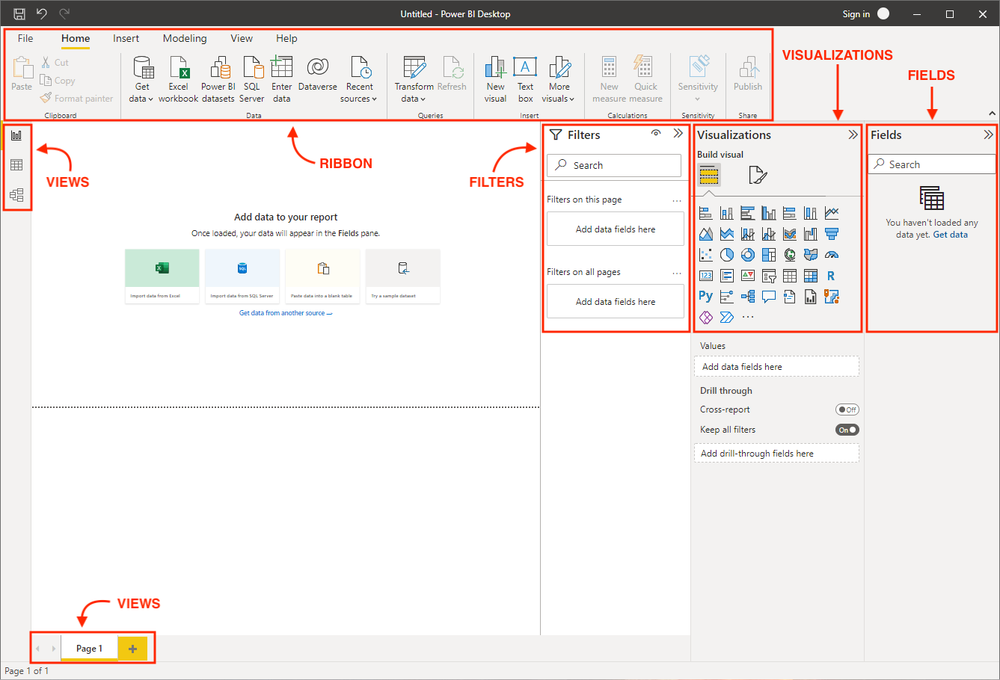 Untitled - Power BI Desktop
Sign in
File Home Insert Modeling View Help
Paste
Cut
Copy
Format painter
Clipboard
Get data
Excel workbook
Power BI datasets
SQL Server
Enter data
Dataverse
Recent sources
Data
Transform data
Refresh
Queries
New visual
Text box
More visuals
Insert
New measure
Quick measure
Calculations
Sensitivity
Sensitivity
Publish
Share
VISUALIZATIONS
FIELDS
RIBBON
VIEWS
FILTERS
Add data to your report
Once loaded, your data will appear in the Fields pane.
SQL
Import data from Excel
Import data from SQL Server
Paste data into a blank table
Try a sample dataset
Get data from another source
Filters
Search
Filters on this page
...
Add data fields here
Filters on all pages
...
Add data fields here
Visualizations
Build visual
123
R
Py
...
Values
Add data fields here
Drill through
Cross-report
Off
Keep all filters
On
Add drill-through fields here
Fields
Search
You haven't loaded any
data yet. Get data
VIEWS
Page 1
+
Page 1 of 1